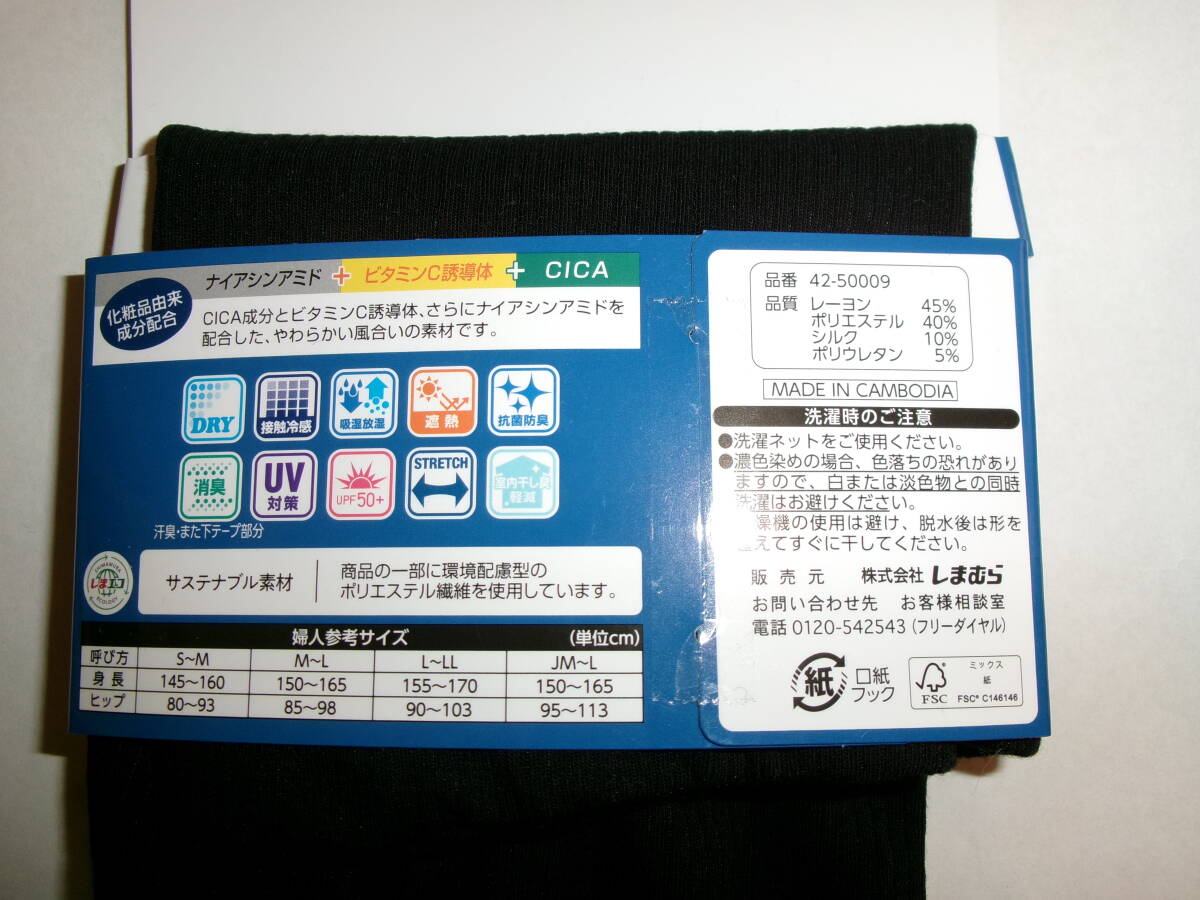 ナイアシンアミド + ビタミンC誘導体 + CICA
化粧品由来
成分配合
CICA成分とビタミンC誘導体、さらにナイアシンアミドを
配合した、やわらかい風合いの素材です。
DRY
接触冷感
吸湿放湿
遮熱
抗菌防臭
消臭
UV
対策
UPF50+
STRETCH
室内干し臭
軽減
汗臭・また下テープ部分
SHIMAMURA
しまエコ
ECOLOGY
サステナブル素材
商品の一部に環境配慮型の
ポリエステル繊維を使用しています。
婦人参考サイズ (単位cm)
呼び方 S~M M~L L~LL JM~L
身長 145~160 150~165 155~170 150~165
ヒップ 80~93 85~98 90~103 95~113
品番 42-50009
品質 レーヨン 45%
ポリエステル 40%
シルク 10%
ポリウレタン 5%
MADE IN CAMBODIA
洗濯時のご注意
●洗濯ネットをご使用ください。
●濃色染めの場合、色落ちの恐れがあり
ますので、白または淡色物との同時
洗濯はお避けください。
燥機の使用は避け、脱水後は形を
えてすぐに干してください。
販売元 株式会社しまむら
お問い合わせ先 お客様相談室
電話 0120-542543 (フリーダイヤル)
紙
口紙
フック
FSC
ミックス
紙
FSC® C146146